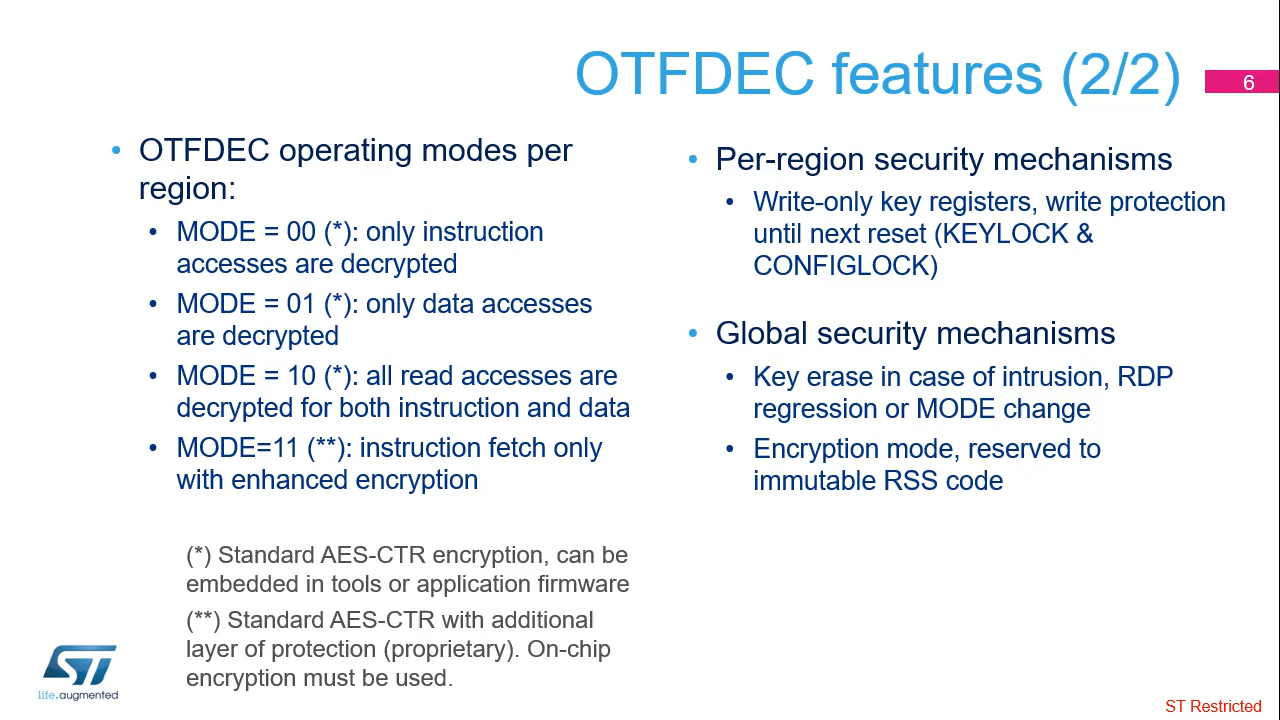 OTFDEC features (2/2)
6
• OTFDEC operating modes per
region:
• MODE = 00 (*): only instruction
accesses are decrypted
• MODE = 01 (*): only data accesses
are decrypted
• MODE = 10 (*): all read accesses are
decrypted for both instruction and data
• MODE=11 (**): instruction fetch only
with enhanced encryption
(*) Standard AES-CTR encryption, can be
embedded in tools or application firmware
(**) Standard AES-CTR with additional
layer of protection (proprietary). On-chip
encryption must be used.
• Per-region security mechanisms
• Write-only key registers, write protection
until next reset (KEYLOCK &
CONFIGLOCK)
• Global security mechanisms
• Key erase in case of intrusion, RDP
regression or MODE change
• Encryption mode, reserved to
immutable RSS code
ST
life.augmented
ST Restricted